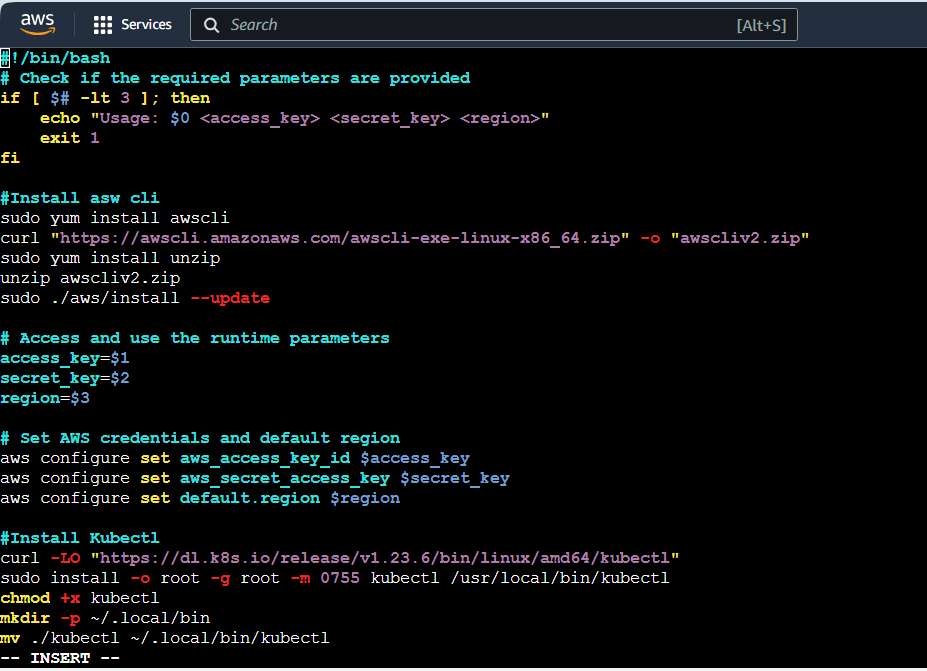 aws Services Search [Alt+S]
#!/bin/bash
# Check if the required parameters are provided
if [ $# -lt 3 ]; then
    echo "Usage: $0 <access_key> <secret_key> <region>"
    exit 1
fi

#Install asw cli
sudo yum install awscli
curl "https://awscli.amazonaws.com/awscli-exe-linux-x86_64.zip" -o "awscliv2.zip"
sudo yum install unzip
unzip awscliv2.zip
sudo ./aws/install --update

# Access and use the runtime parameters
access_key=$1
secret_key=$2
region=$3

# Set AWS credentials and default region
aws configure set aws_access_key_id $access_key
aws configure set aws_secret_access_key $secret_key
aws configure set default.region $region

#Install Kubectl
curl -LO "https://dl.k8s.io/release/v1.23.6/bin/linux/amd64/kubectl"
sudo install -o root -g root -m 0755 kubectl /usr/local/bin/kubectl
chmod +x kubectl
mkdir -p ~/.local/bin
mv ./kubectl ~/.local/bin/kubectl
-- INSERT --